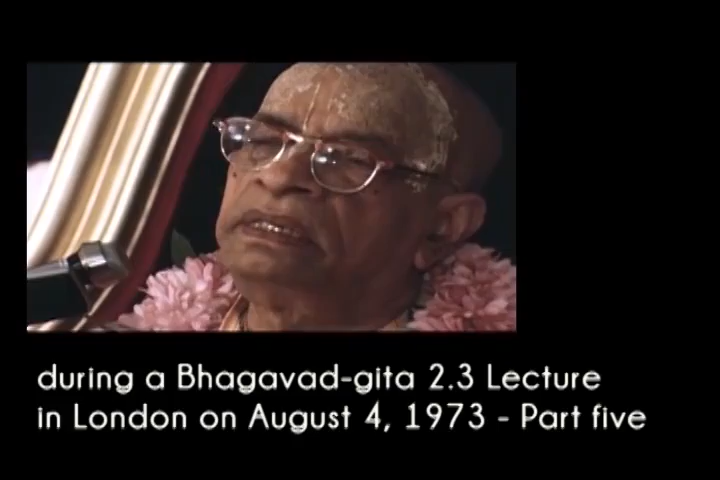 during a Bhagavad-gita 2.3 Lecture
in London on August 4, 1973 - Part five